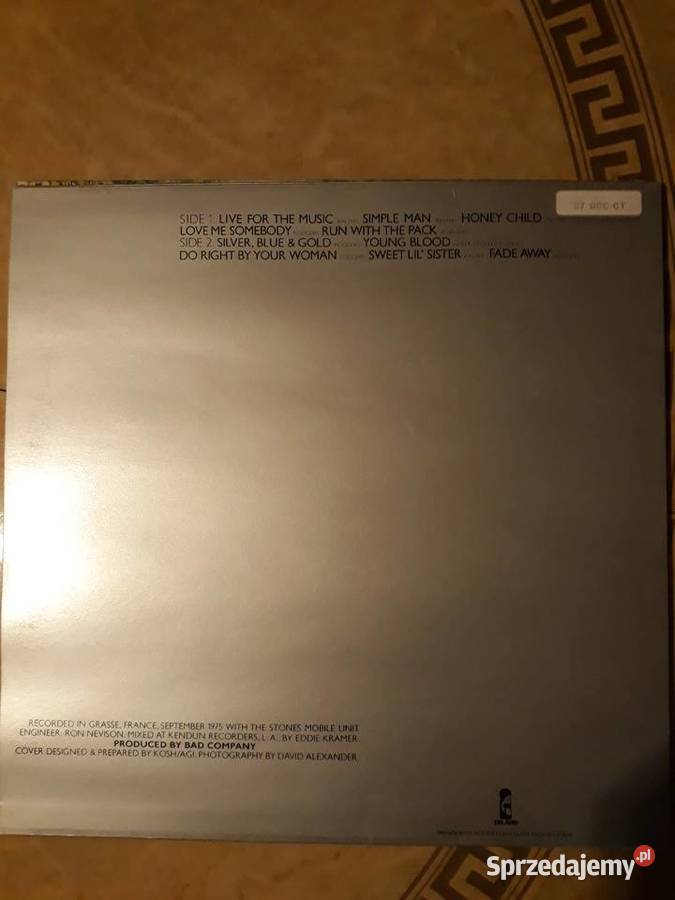 SIDE 1 LIVE FOR THE MUSIC SIMPLE MAN HONEY CHILD
LOVE ME SOMEBODY RUN WITH THE PACK
SIDE 2 SILVER, BLUE & GOLD YOUNG BLOOD
DO RIGHT BY YOUR WOMAN SWEET LIL' SISTER FADE AWAY
RECORDED IN GRASSE, FRANCE, SEPTEMBER 1975 WITH THE STONES MOBILE UNIT
ENGINEER: RON NEVISON. MIXED AT KENDUN RECORDERS, L.A., BY EDDIE KRAMER
PRODUCED BY BAD COMPANY
COVER DESIGNED & PREPARED BY KOSH/AGI. PHOTOGRAPHY BY DAVID ALEXANDER
ISLAND
Sprzedajemy.pl